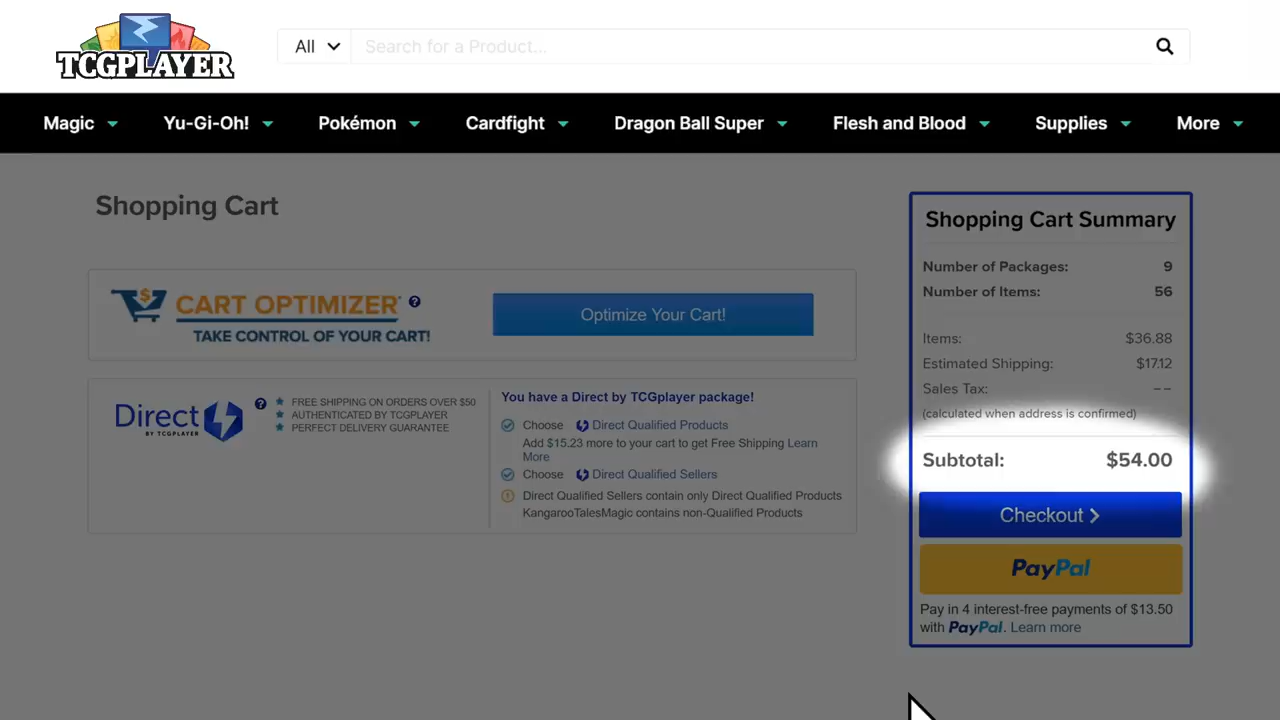 TCGPLAYER
All
Search for a Product...
Magic Yu-Gi-Oh! Pokémon Cardfight Dragon Ball Super Flesh and Blood Supplies More
Shopping Cart
CART OPTIMIZER ?
TAKE CONTROL OF YOUR CART!
Optimize Your Cart!
Direct
BY TCGPLAYER
?
FREE SHIPPING ON ORDERS OVER $50
AUTHENTICATED BY TCGPLAYER
PERFECT DELIVERY GUARANTEE
You have a Direct by TCGplayer package!
Choose Direct Qualified Products
Add $15.23 more to your cart to get Free Shipping Learn
More
Choose Direct Qualified Sellers
Direct Qualified Sellers contain only Direct Qualified Products
KangarooTalesMagic contains non-Qualified Products
Shopping Cart Summary
Number of Packages: 9
Number of Items: 56
Items: $36.88
Estimated Shipping: $17.12
Sales Tax: --
(calculated when address is confirmed)
Subtotal: $54.00
Checkout
PayPal
Pay in 4 interest-free payments of $13.50
with PayPal. Learn more